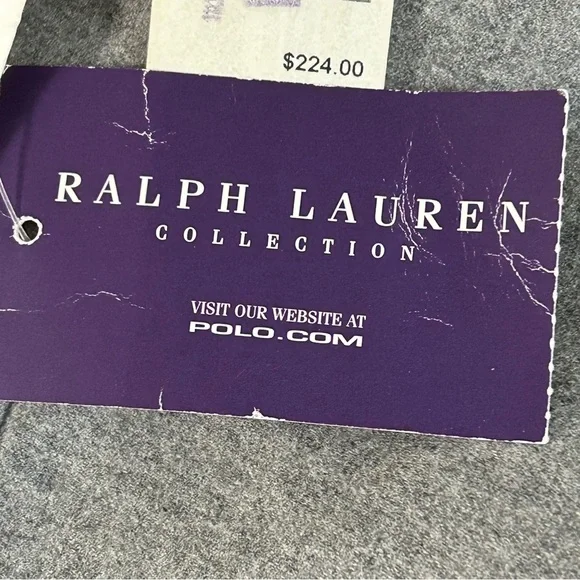 $224.00
RALPH LAUREN
COLLECTION
VISIT OUR WEBSITE AT
POLO.COM